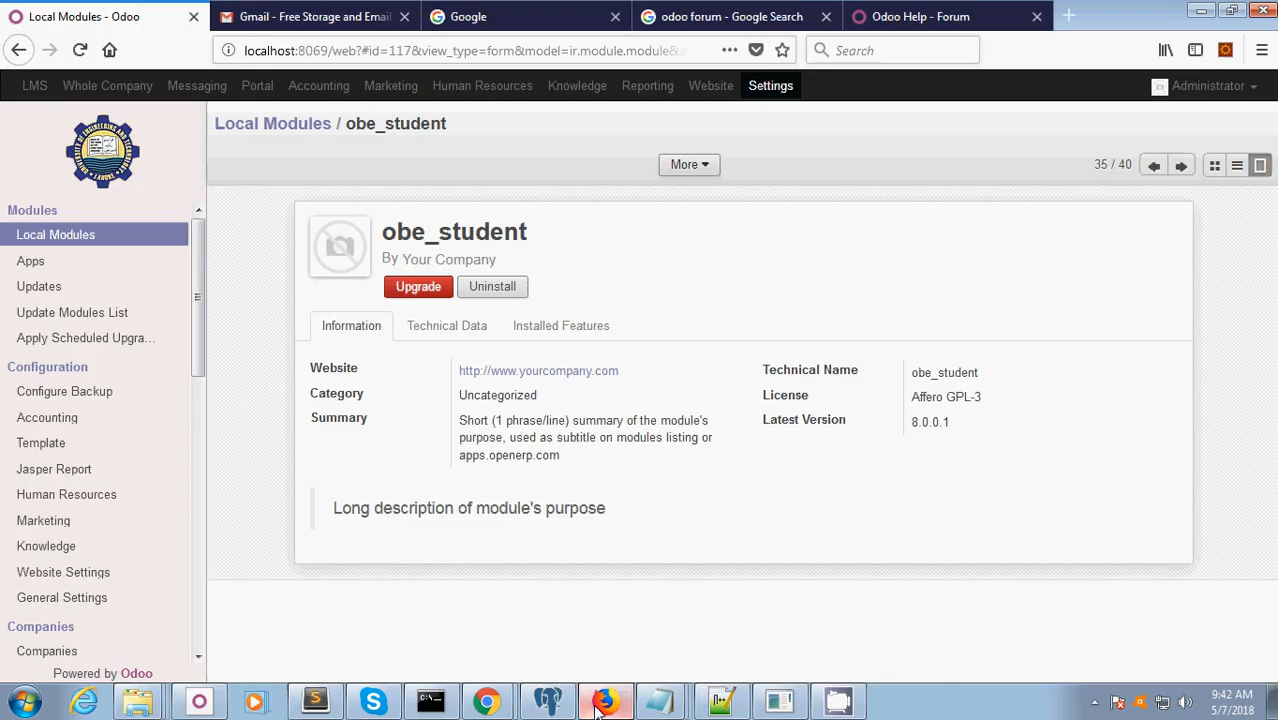 Local Modules - Odoo
Gmail - Free Storage and Email
Google
odoo forum - Google Search
Odoo Help - Forum
localhost:8069/web?#id=117&view_type=form&model=ir.module.module&
Search
LMS Whole Company Messaging Portal Accounting Marketing Human Resources Knowledge Reporting Website Settings Administrator
Local Modules / obe_student
More
35 / 40
Modules
Local Modules
Apps
Updates
Update Modules List
Apply Scheduled Upgra...
Configuration
Configure Backup
Accounting
Template
Jasper Report
Human Resources
Marketing
Knowledge
Website Settings
General Settings
Companies
Companies
Powered by Odoo
obe_student
By Your Company
Upgrade Uninstall
Information Technical Data Installed Features
Website http://www.yourcompany.com
Category Uncategorized
Summary Short (1 phrase/line) summary of the module's
purpose, used as subtitle on modules listing or
apps.openerp.com
Technical Name obe_student
License Affero GPL-3
Latest Version 8.0.0.1
Long description of module's purpose
9:42 AM
5/7/2018